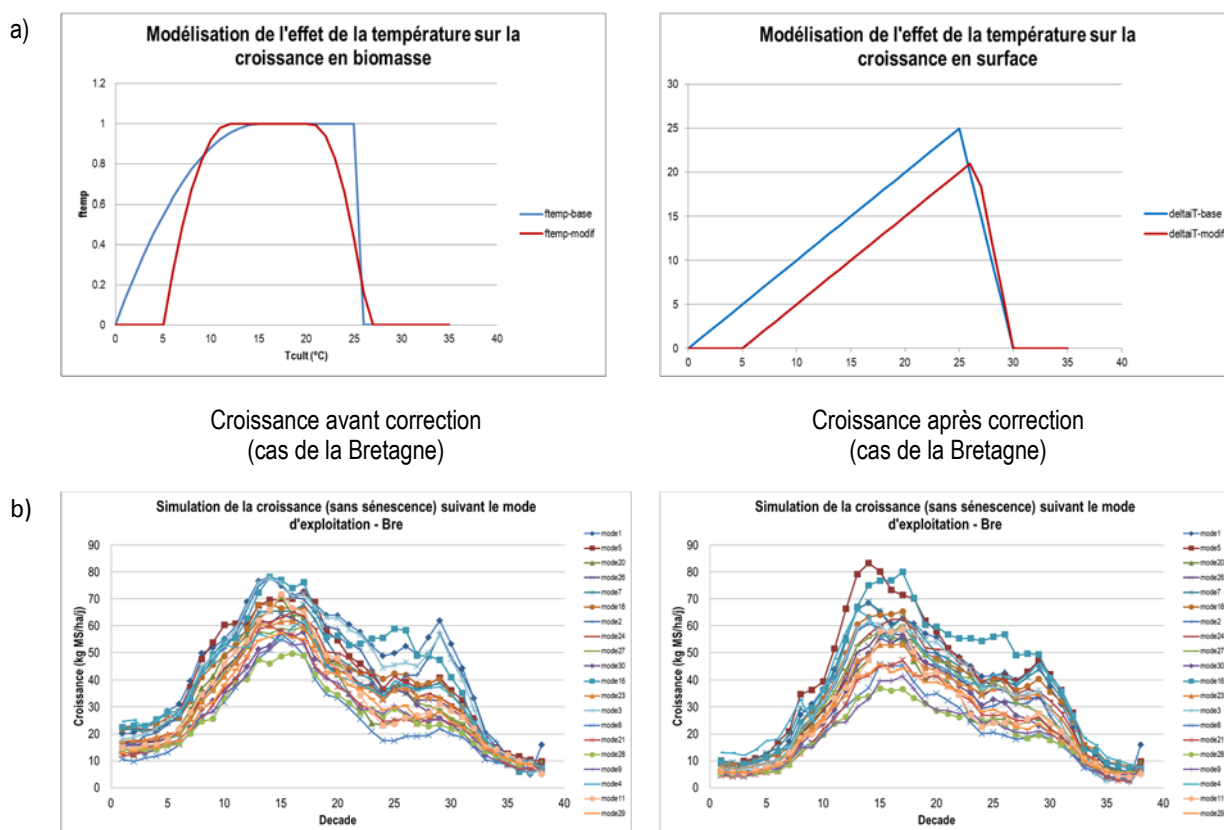 a)
Modélisation de l'effet de la température sur la
croissance en biomasse
1.2
1
0.8
0.6
0.4
0.2
0
ftemp
0 5 10 15 20 25 30 35 40
Tcult (°C)
ftemp-base
ftemp-modif
Modélisation de l'effet de la température sur la
croissance en surface
30
25
20
15
10
5
0
0 5 10 15 20 25 30 35 40
deltaiT-base
deltaiT-modif
Croissance avant correction
(cas de la Bretagne)
Croissance après correction
(cas de la Bretagne)
b)
Simulation de la croissance (sans sénescence) suivant le mode
d'exploitation - Bre
90
80
70
60
50
40
30
20
10
0
Croissance (kg MS/ha/j)
0 5 10 15 20 25 30 35 40
Decade
mode1
mode5
mode20
mode26
mode7
mode18
mode2
mode24
mode27
mode30
mode16
mode23
mode3
mode8
mode21
mode28
mode9
mode4
mode11
mode29
Simulation de la croissance (sans sénescence) suivant le mode
d'exploitation - Bre
90
80
70
60
50
40
30
20
10
0
Croissance (kg MS/ha/j)
0 5 10 15 20 25 30 35 40
Decade
mode1
mode5
mode20
mode26
mode7
mode18
mode2
mode24
mode27
mode30
mode16
mode23
mode3
mode8
mode21
mode28
mode9
mode4
mode11
mode29